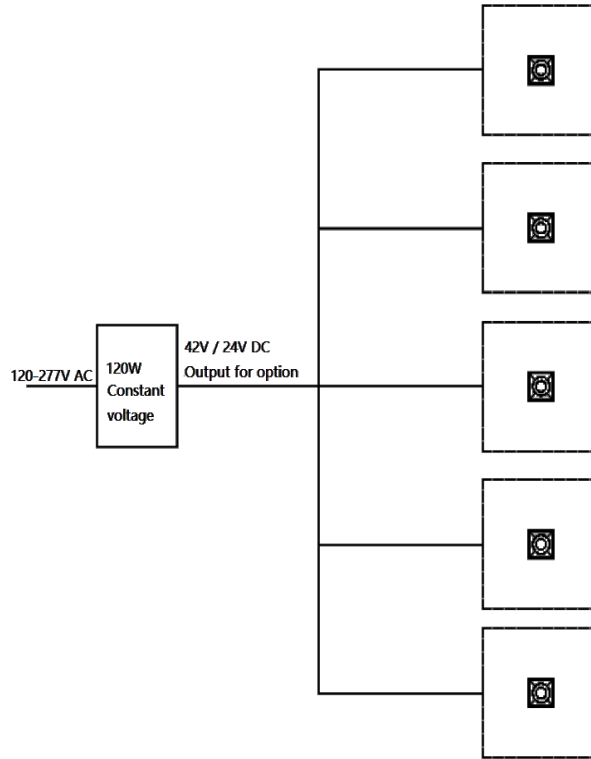 120-277V AC
120W
Constant
voltage
42V / 24V DC
Output for option